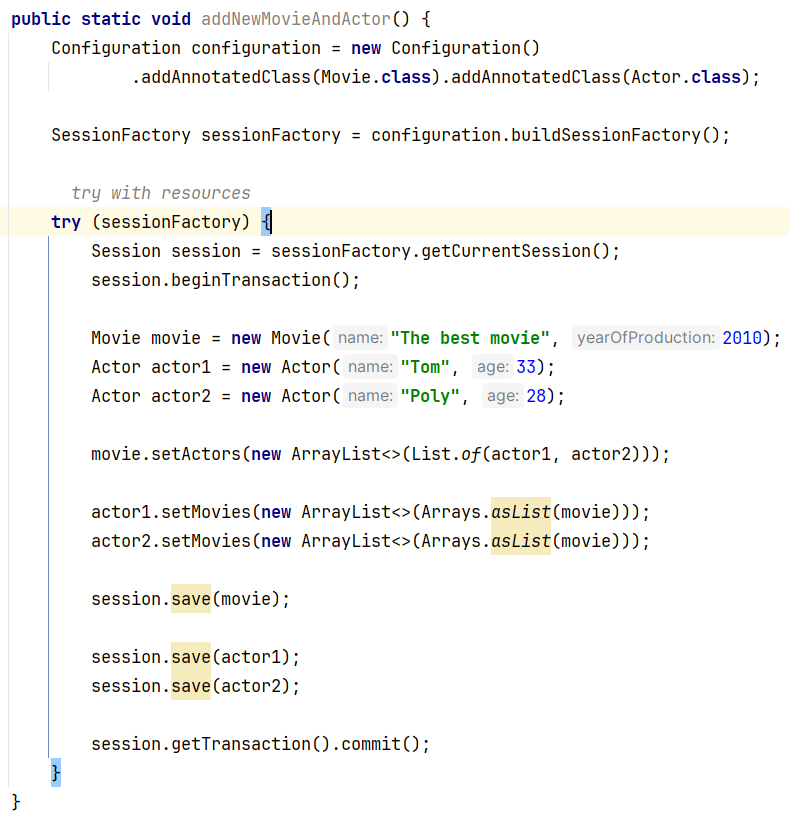 public static void addNewMovieAndActor() {
    Configuration configuration = new Configuration()
            .addAnnotatedClass(Movie.class).addAnnotatedClass(Actor.class);
    SessionFactory sessionFactory = configuration.buildSessionFactory();
      try with resources
    try (sessionFactory) {
        Session session = sessionFactory.getCurrentSession();
        session.beginTransaction();
        Movie movie = new Movie( name: "The best movie", yearOfProduction: 2010);
        Actor actor1 = new Actor( name: "Tom", age: 33);
        Actor actor2 = new Actor( name: "Poly", age: 28);
        movie.setActors(new ArrayList<>(List.of(actor1, actor2)));
        actor1.setMovies(new ArrayList<>(Arrays.asList(movie)));
        actor2.setMovies(new ArrayList<>(Arrays.asList(movie)));
        session.save(movie);
        session.save(actor1);
        session.save(actor2);
        session.getTransaction().commit();
    }
}